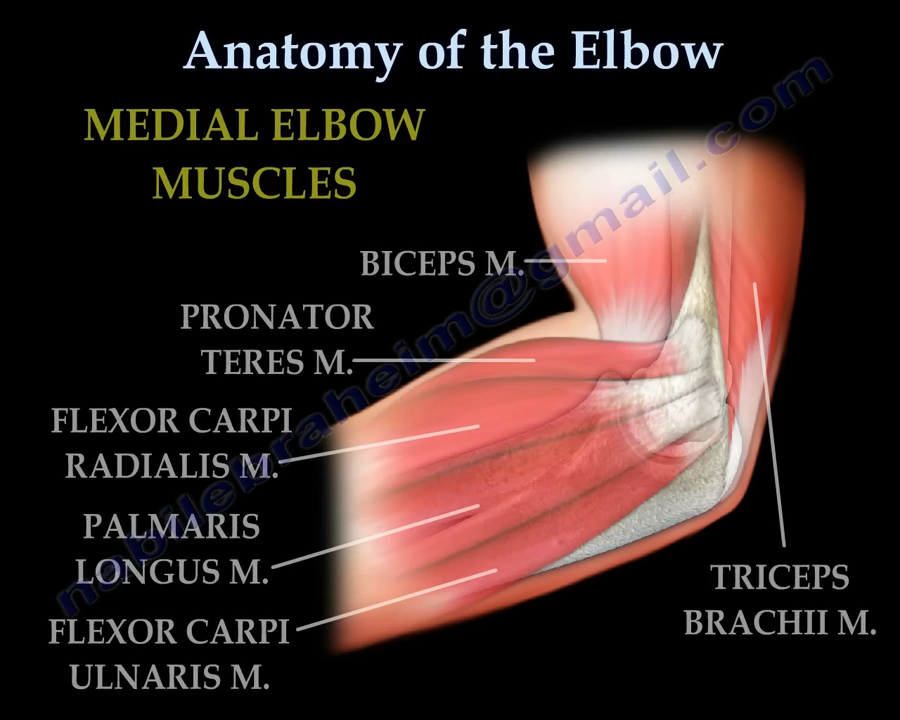 Anatomy of the Elbow
MEDIAL ELBOW
MUSCLES
BICEPS M.
PRONATOR
TERES M.
FLEXOR CARPI
RADIALIS M.
PALMARIS
LONGUS M.
FLEXOR CARPI
ULNARIS M.
TRICEPS
BRACHII M.
nabilebraheim@gmail.com